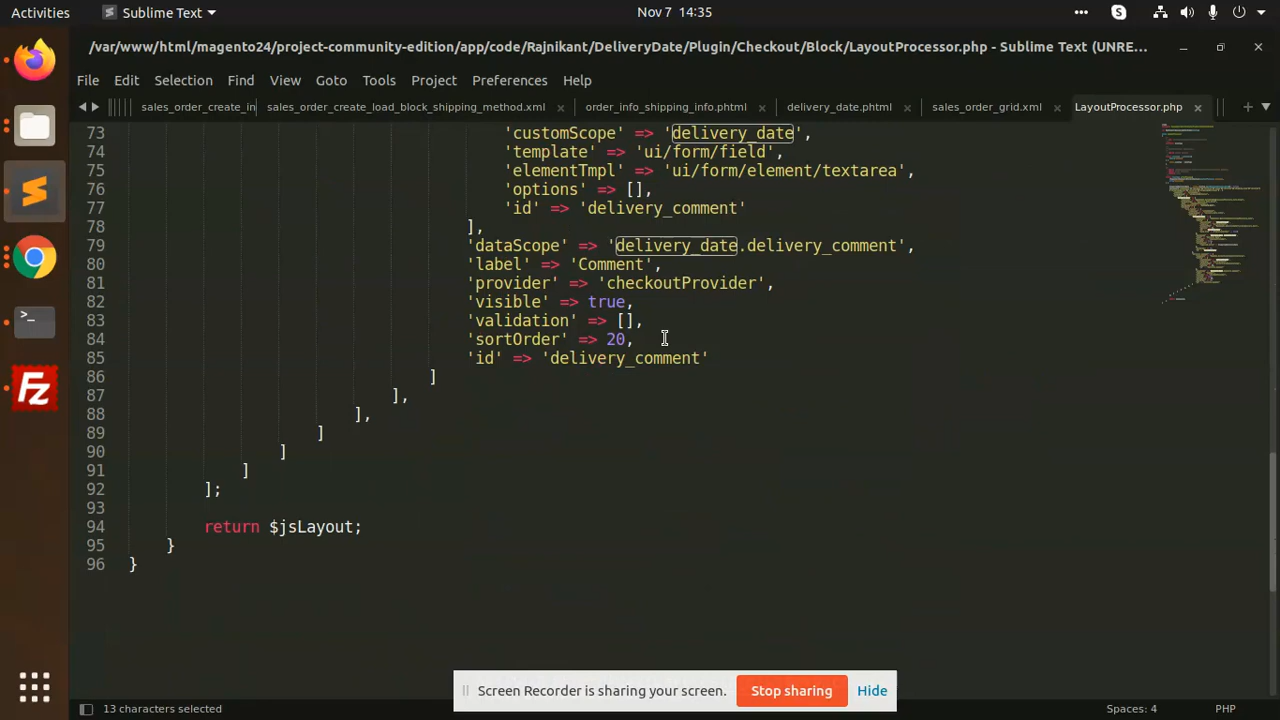 Activities
Sublime Text
Nov 7 14:35
/var/www/html/magento24/project-community-edition/app/code/Rajnikant/DeliveryDate/Plugin/Checkout/Block/LayoutProcessor.php - Sublime Text (UNRE...
File Edit Selection Find View Goto Tools Project Preferences Help
sales_order_create_in sales_order_create_load_block_shipping_method.xml order_info_shipping_info.phtml delivery_date.phtml sales_order_grid.xml LayoutProcessor.php
73 'customScope' => 'delivery_date',
74 'template' => 'ui/form/field',
75 'elementTmpl' => 'ui/form/element/textarea',
76 'options' => [],
77 'id' => 'delivery_comment'
78 ],
79 'dataScope' => 'delivery_date.delivery_comment',
80 'label' => 'Comment',
81 'provider' => 'checkoutProvider',
82 'visible' => true,
83 'validation' => [],
84 'sortOrder' => 20,
85 'id' => 'delivery_comment'
86 ]
87 ],
88 ],
89 ]
90 ]
91 ]
92 ];
93
94 return $jsLayout;
95 }
96 }
Screen Recorder is sharing your screen. Stop sharing Hide
13 characters selected
Spaces: 4
PHP